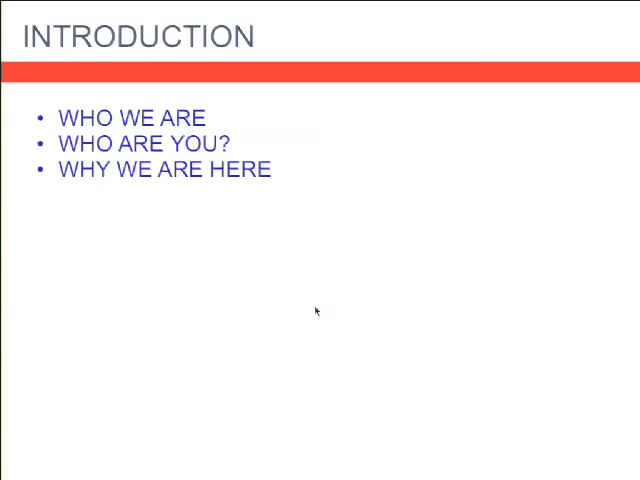 INTRODUCTION
• WHO WE ARE
• WHO ARE YOU?
• WHY WE ARE HERE